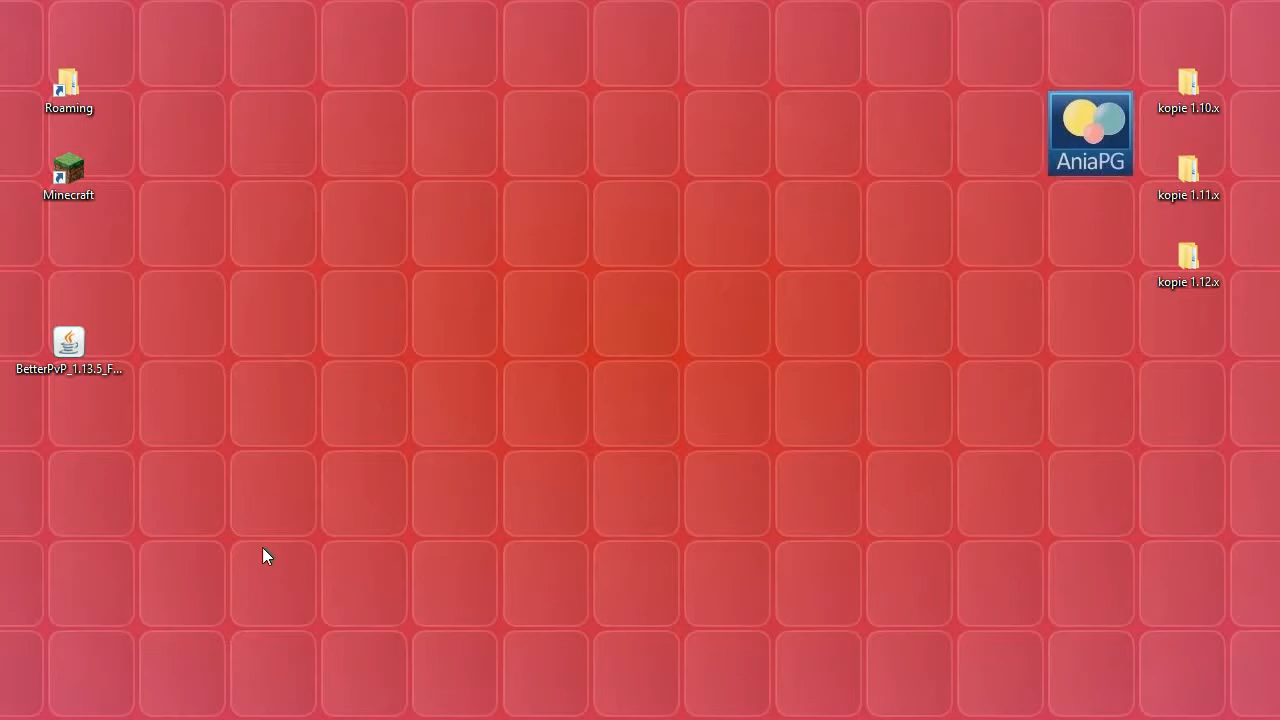 Roaming
Minecraft
BetterPvP_1.13.5_F...
AniaPG
kopie 1.10.x
kopie 1.11.x
kopie 1.12.x